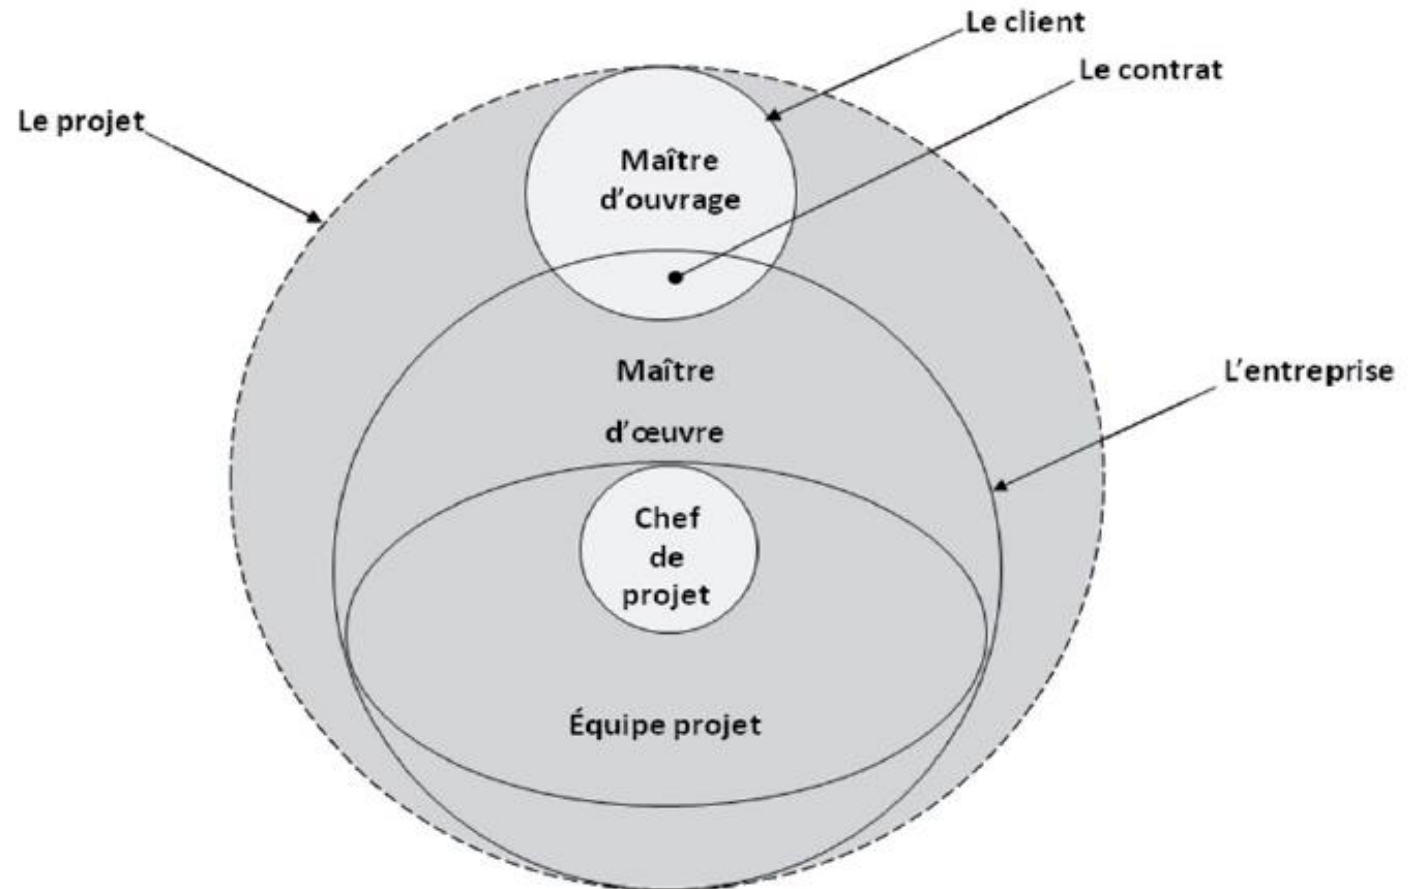 Le client
Le contrat
Le projet
Maître
d'ouvrage
Maître
d'œuvre
L'entreprise
Chef
de
projet
Équipe projet